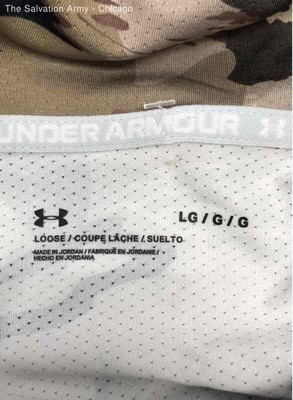 The Salvation Army - Chicago
UNDER ARMOUR
LG / G / G
LOOSE / COUPE LÂCHE / SUELTO
MADE IN JORDAN / FABRIQUÉ EN JORDANIE /
HECHO EN JORDANIA